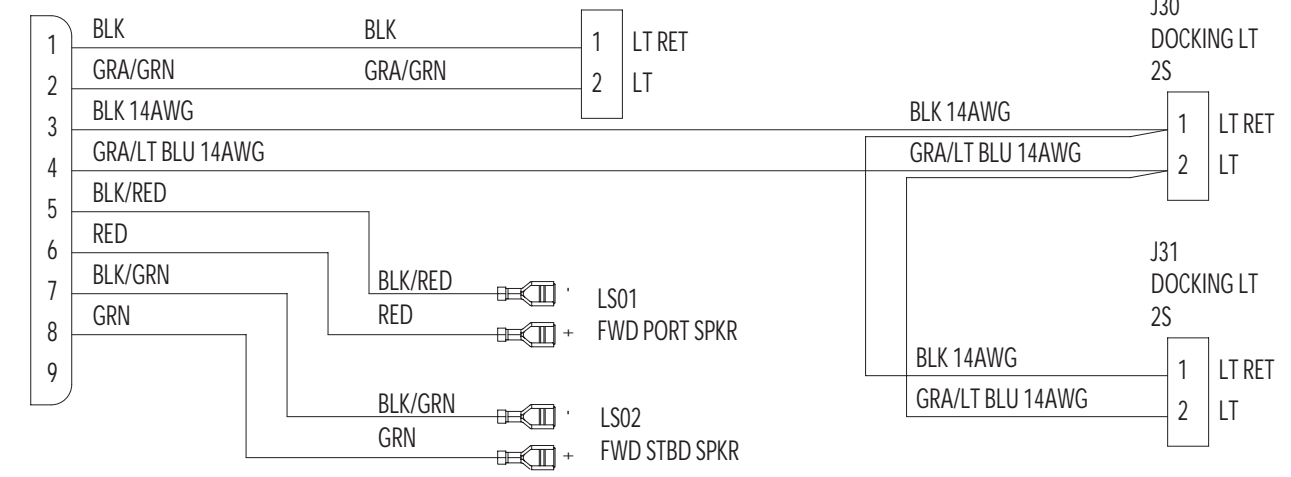 J30
DOCKING LT
2S
1 BLK BLK 1 LT RET
2 GRA/GRN GRA/GRN 2 LT
3 BLK 14AWG BLK 14AWG 1 LT RET
4 GRA/LT BLU 14AWG GRA/LT BLU 14AWG 2 LT
5 BLK/RED
6 RED
7 BLK/GRN
8 GRN
9
BLK/RED ' LS01
RED + FWD PORT SPKR
BLK/GRN ' LS02
GRN + FWD STBD SPKR
J31
DOCKING LT
2S
BLK 14AWG 1 LT RET
GRA/LT BLU 14AWG 2 LT